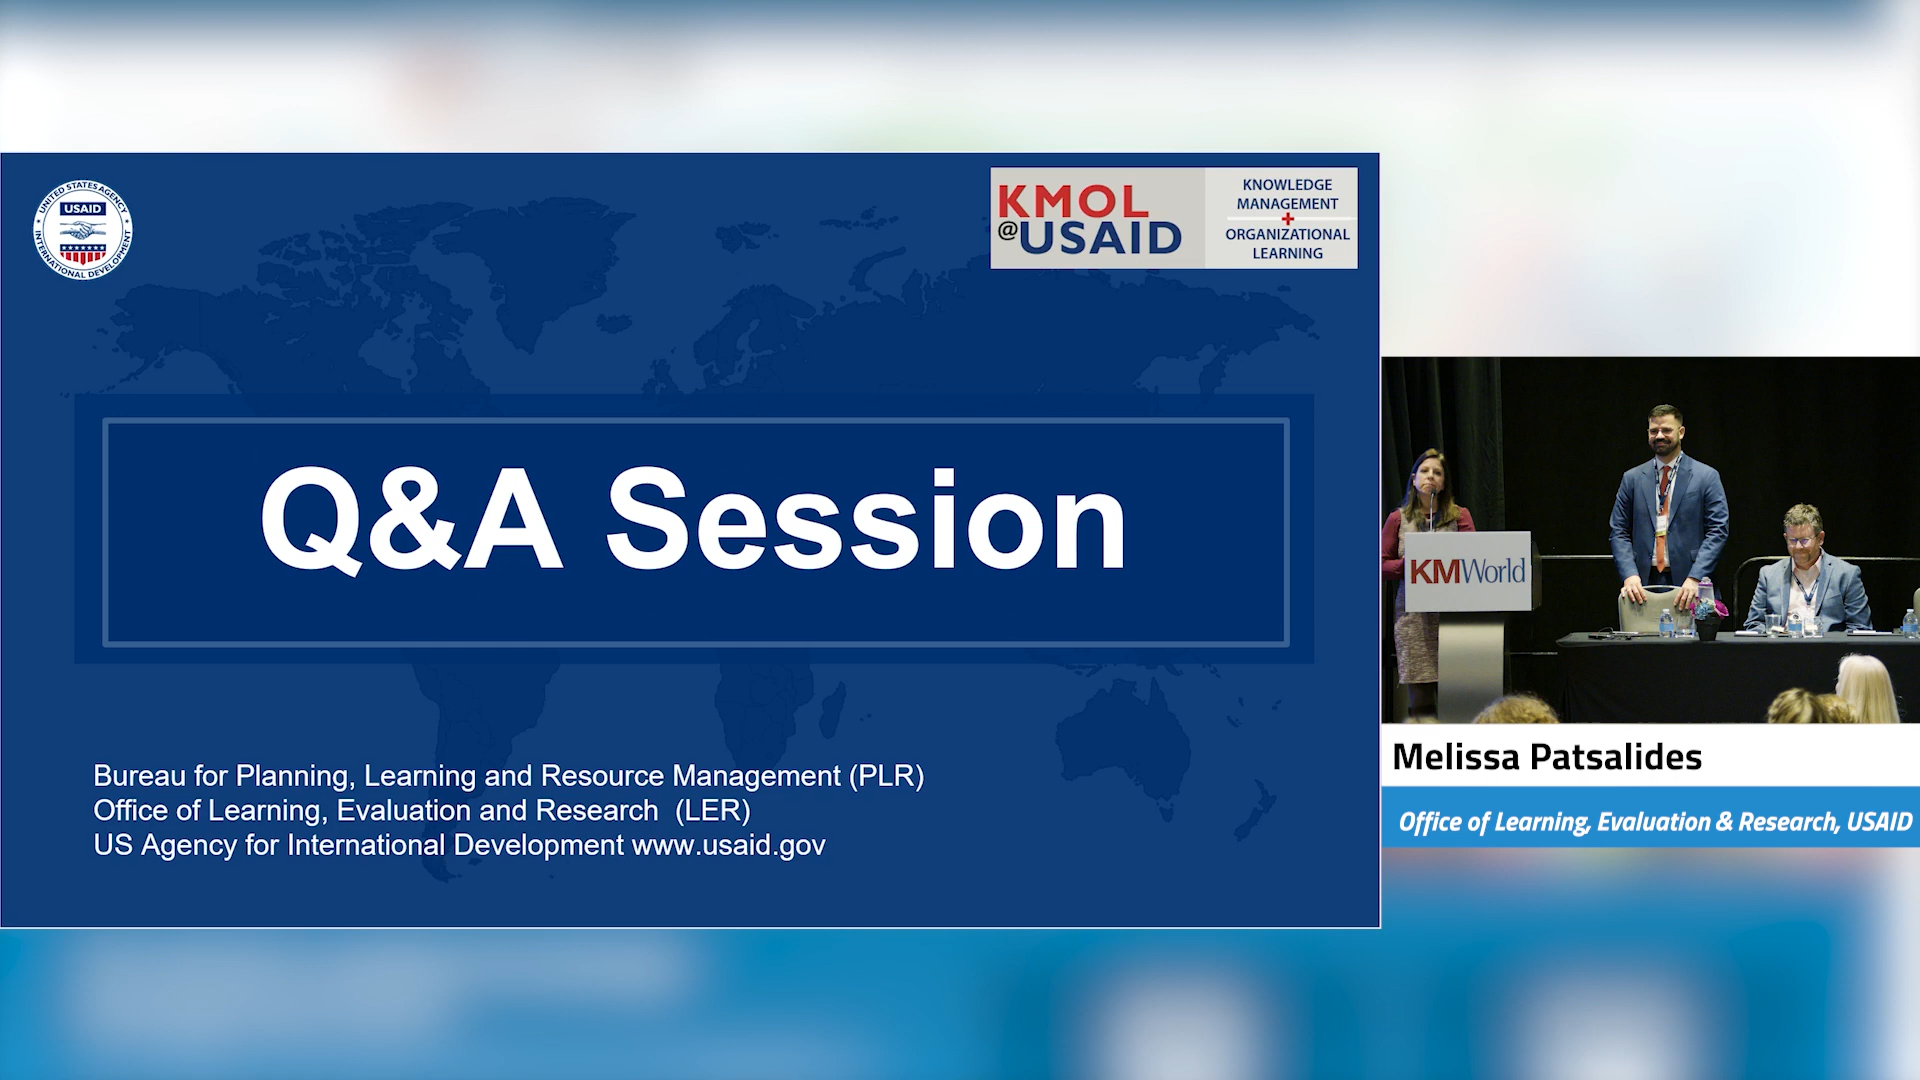 UNITED STATES AGENCY
USAID
INTERNATIONAL DEVELOPMENT
KMOL
@USAID
KNOWLEDGE
MANAGEMENT
+
ORGANIZATIONAL
LEARNING
Q&A Session
Bureau for Planning, Learning and Resource Management (PLR)
Office of Learning, Evaluation and Research (LER)
US Agency for International Development www.usaid.gov
KMWorld
Melissa Patsalides
Office of Learning, Evaluation & Research, USAID